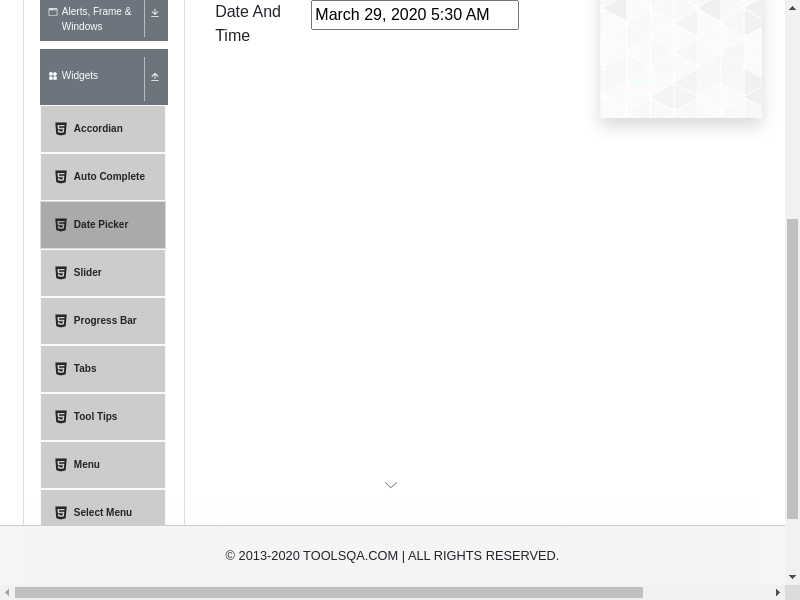 Alerts, Frame &
Windows
Widgets
Accordian
Auto Complete
Date Picker
Slider
Progress Bar
Tabs
Tool Tips
Menu
Select Menu
Date And
Time
March 29, 2020 5:30 AM
© 2013-2020 TOOLSQA.COM | ALL RIGHTS RESERVED.